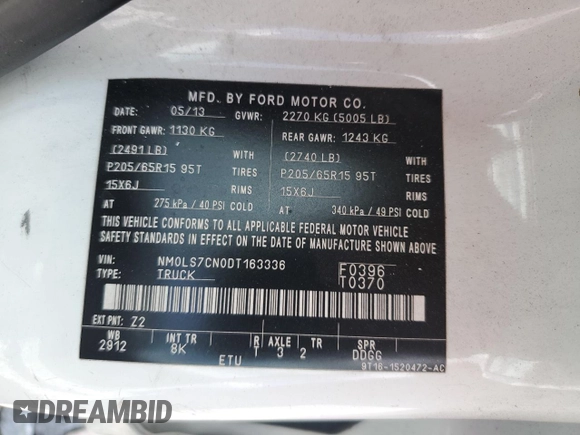 MFD. BY FORD MOTOR CO.
DATE: 05/13 GVWR: 2270 KG (5005 LB)
FRONT GAWR: 1130 KG REAR GAWR: 1243 KG
(2491 LB) WITH (2740 LB) WITH
P205/65R15 95T TIRES P205/65R15 95T TIRES
15X6J RIMS 15X6J RIMS
AT 275 kPa / 40 PSI COLD AT 340 kPa / 49 PSI COLD
THIS VEHICLE CONFORMS TO ALL APPLICABLE FEDERAL MOTOR VEHICLE
SAFETY STANDARDS IN EFFECT ON THE DATE OF MANUFACTURE SHOWN ABOVE.
VIN: NM0LS7CN0DT163336 F0396
TYPE: TRUCK T0370
EXT PNT: Z2
WB INT TR R AXLE TR SPR
2912 8K T 3 2 DDGG
ETU
9T16-1520472-AC
DREAMBID